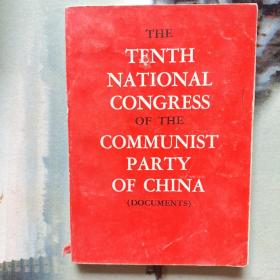 THE
TENTH
NATIONAL
CONGRESS
OF THE
COMMUNIST
PARTY
OF CHINA
(DOCUMENTS)